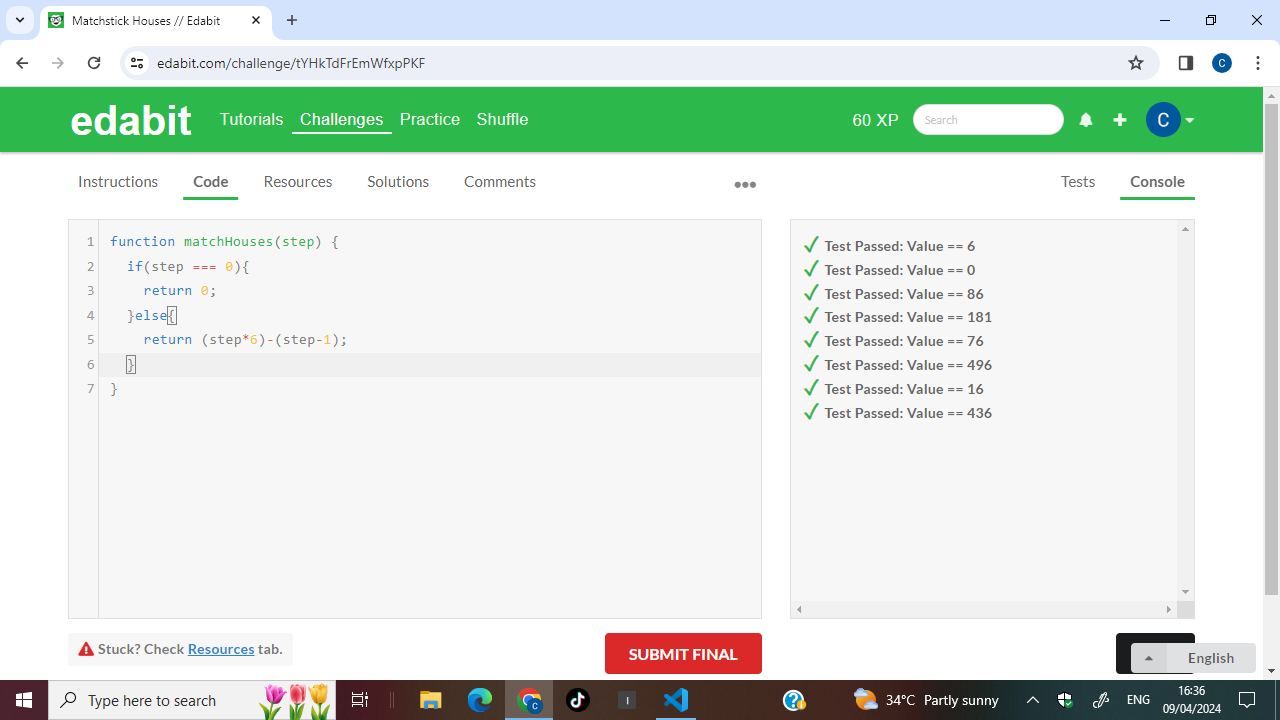 Matchstick Houses // Edabit
edabit.com/challenge/tYHkTdFrEmWfxpPKF
C
edabit
Tutorials
Challenges
Practice
Shuffle
60 XP
Search
C
Instructions
Code
Resources
Solutions
Comments
Tests
Console
1 function matchHouses(step) {
2 if(step === 0){
3 return 0;
4 }else{
5 return (step*6)-(step-1);
6 }
7 }
Test Passed: Value == 6
Test Passed: Value == 0
Test Passed: Value == 86
Test Passed: Value == 181
Test Passed: Value == 76
Test Passed: Value == 496
Test Passed: Value == 16
Test Passed: Value == 436
Stuck? Check Resources tab.
SUBMIT FINAL
English
Type here to search
34°C Partly sunny
ENG
16:36
09/04/2024